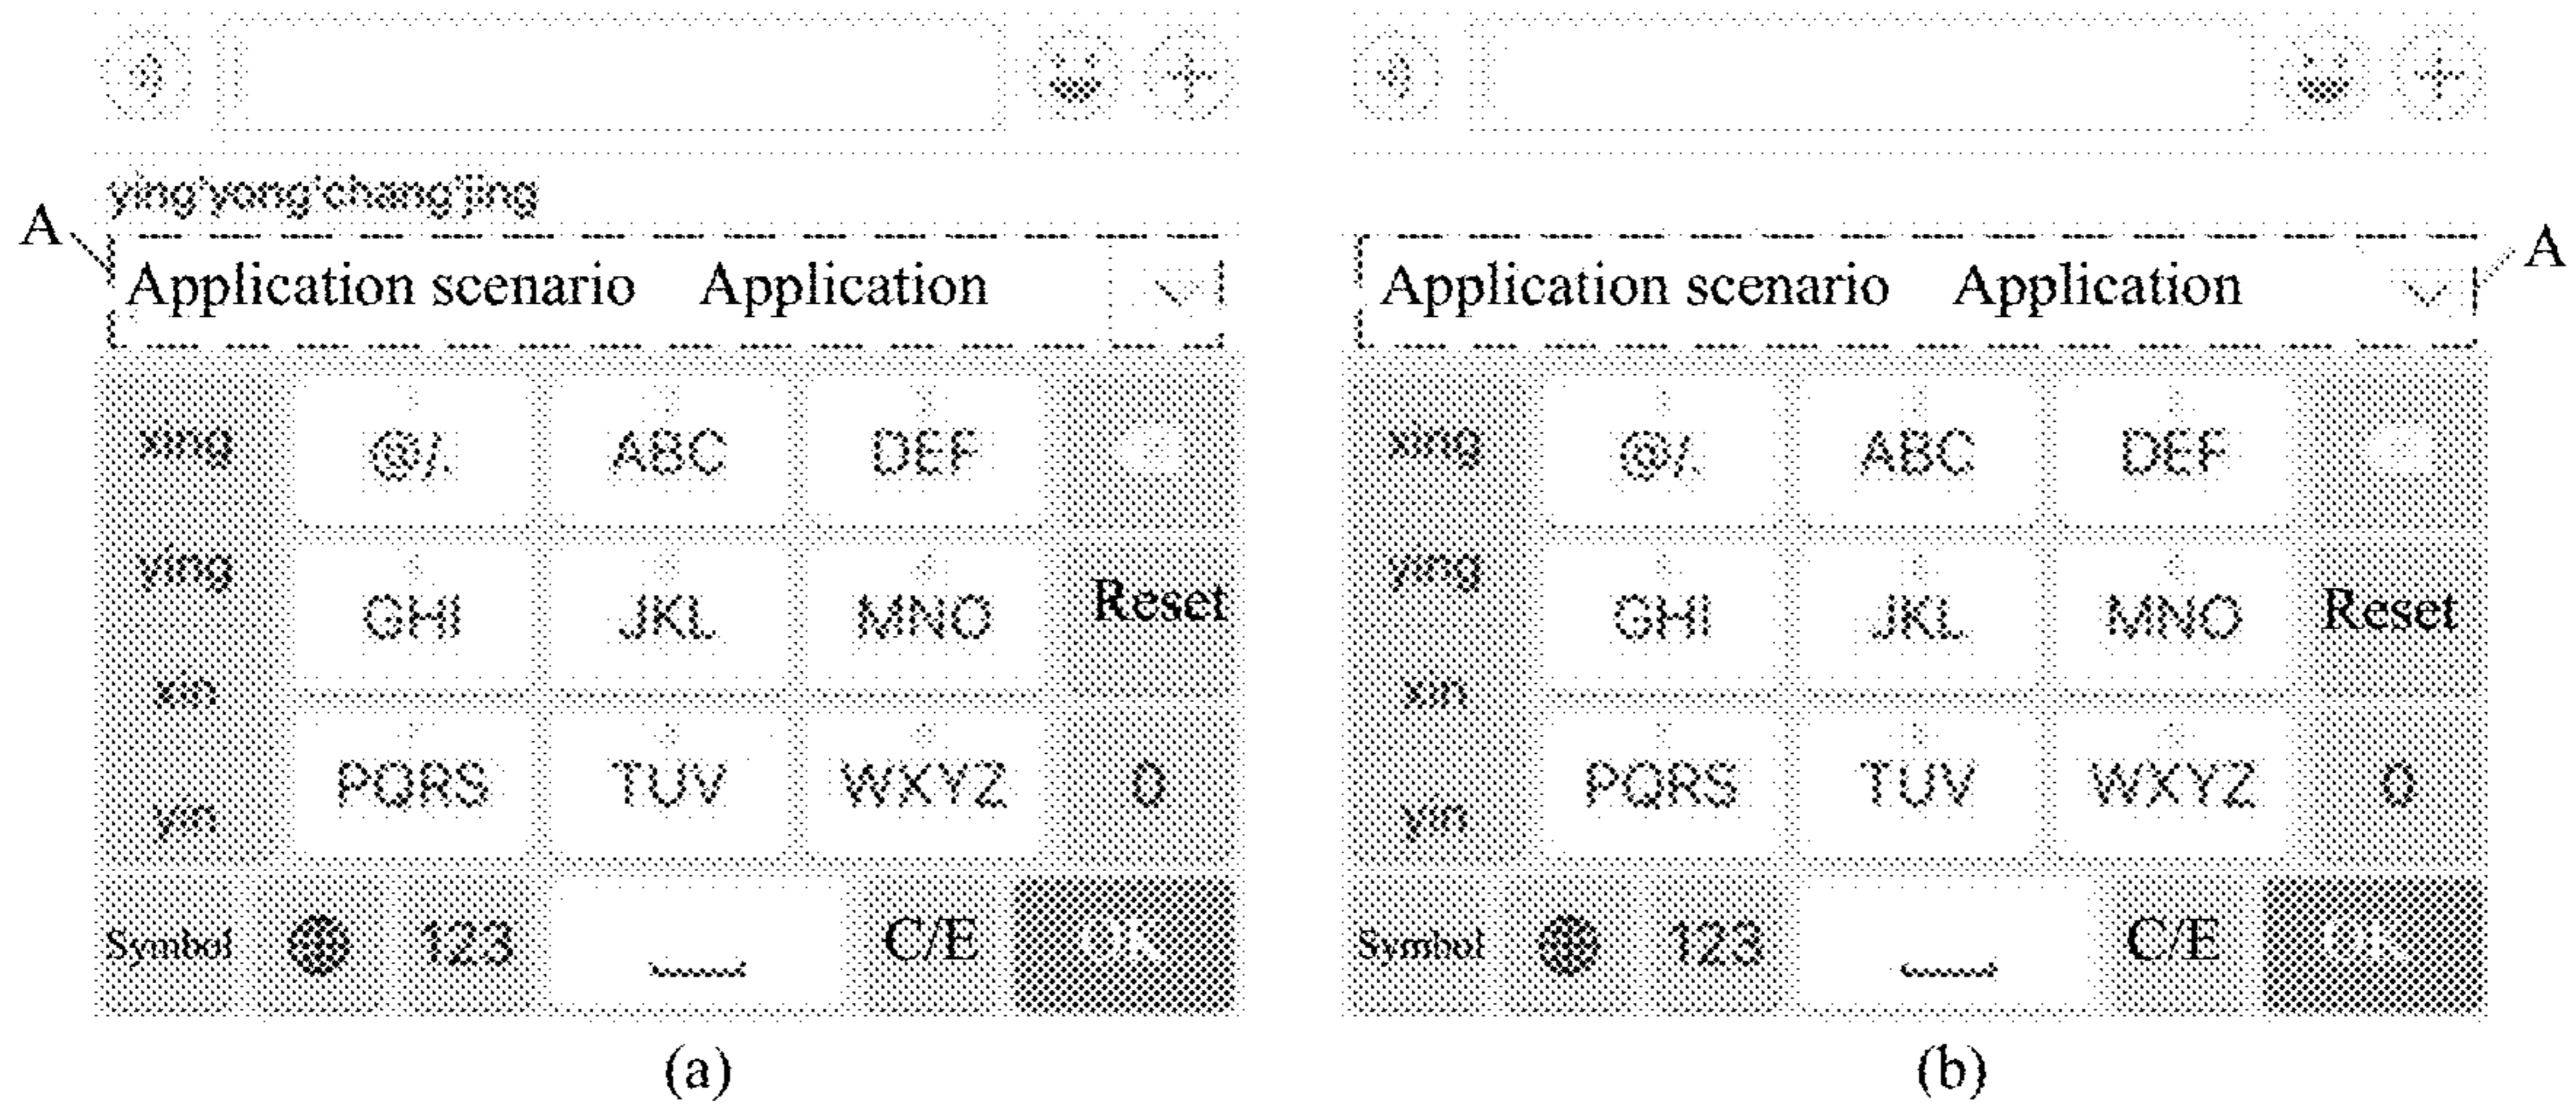 ying'yong'chang'jing
A
Application scenario Application
xing @/. ABC DEF
ying GHI JKL MNO Reset
xin
PQRS TUV WXYZ 0
yin
Symbol 123 C/E OK
(a)
Application scenario Application
A
xing @/. ABC DEF
ying GHI JKL MNO Reset
xin
PQRS TUV WXYZ 0
yin
Symbol 123 C/E OK
(b)